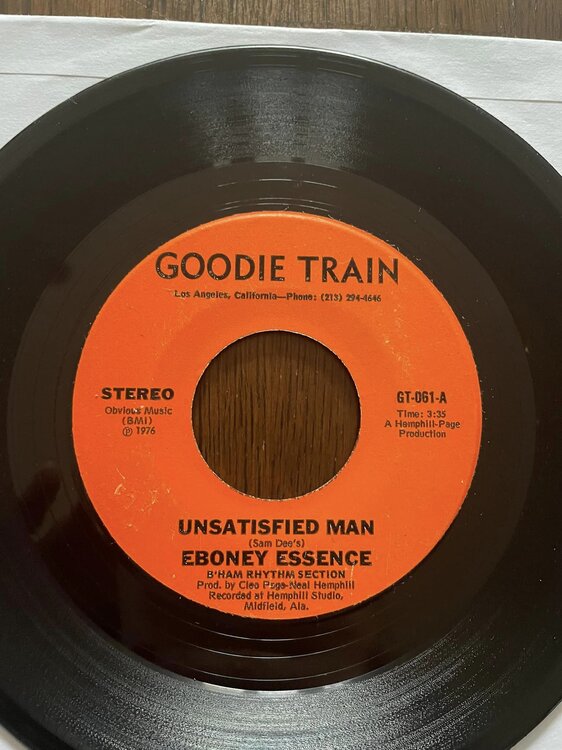 GOODIE TRAIN
Los Angeles, California—Phone: (213) 294-4646
STEREO
Obvious Music
(BMI)
℗ 1976
GT-061-A
Time: 3:35
A Hemphill-Page
Production
UNSATISFIED MAN
(Sam Dee's)
EBONEY ESSENCE
B'HAM RHYTHM SECTION
Prod. by Cleo Page-Neal Hemphill
Recorded at Hemphill Studio,
Midfield, Ala.